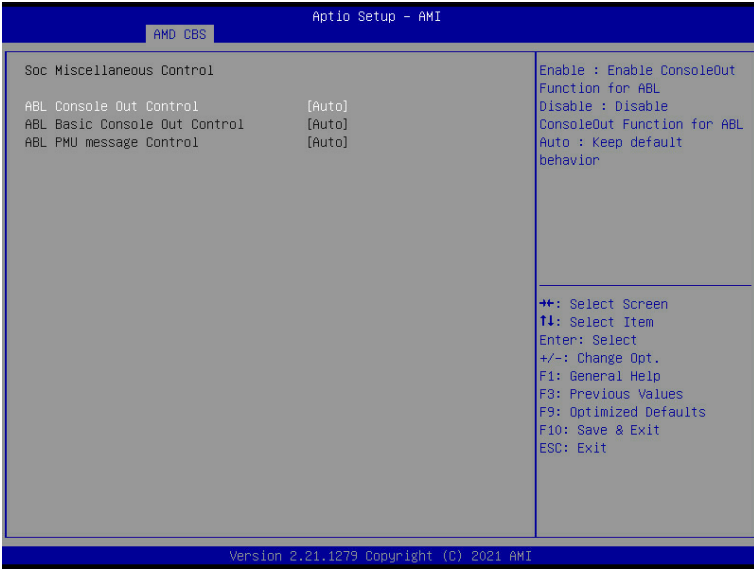 Aptio Setup – AMI
AMD CBS
Soc Miscellaneous Control
ABL Console Out Control [Auto]
ABL Basic Console Out Control [Auto]
ABL PMU message Control [Auto]
Enable : Enable ConsoleOut
Function for ABL
Disable : Disable
ConsoleOut Function for ABL
Auto : Keep default
behavior
→←: Select Screen
↑↓: Select Item
Enter: Select
+/-: Change Opt.
F1: General Help
F3: Previous Values
F9: Optimized Defaults
F10: Save & Exit
ESC: Exit
Version 2.21.1279 Copyright (C) 2021 AMI